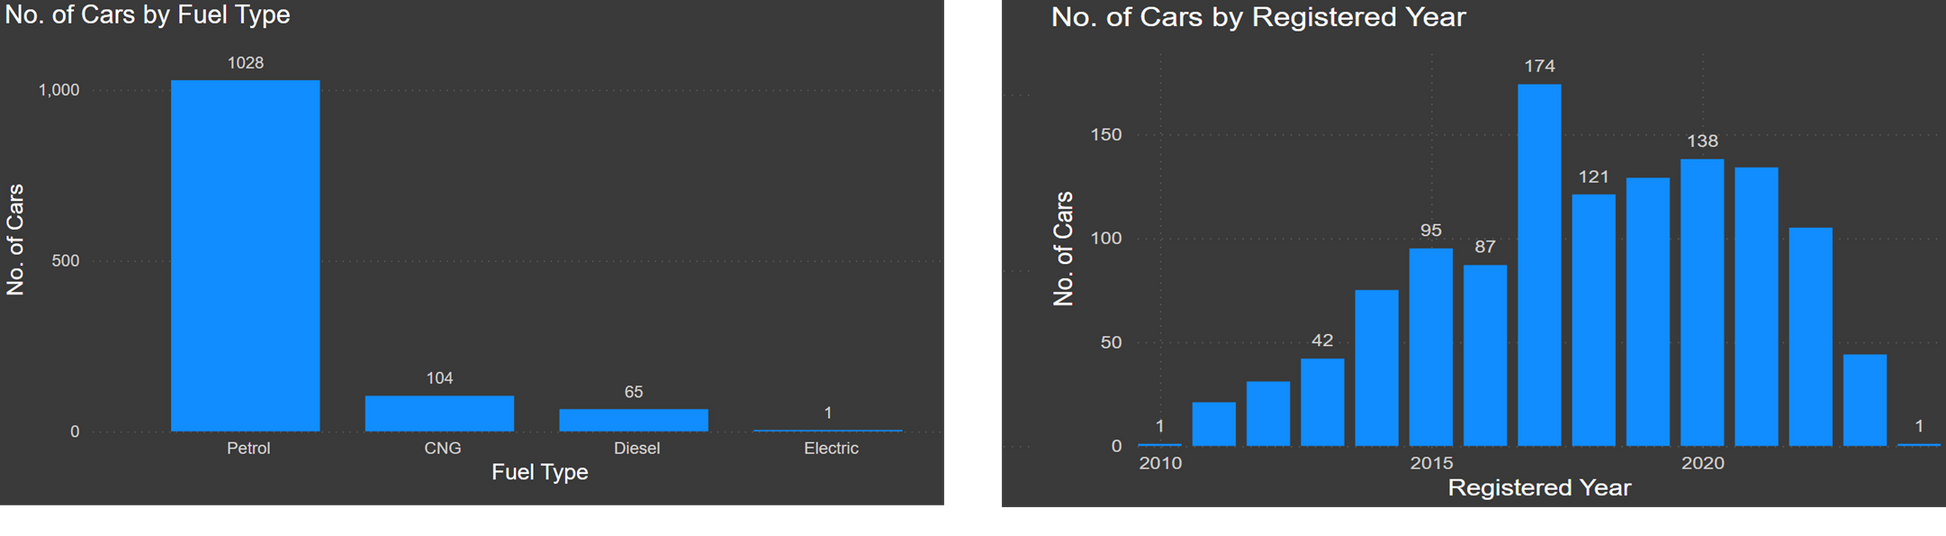 No. of Cars by Fuel Type
1028
1,000
500
0
104
65
1
No. of Cars
Petrol CNG Diesel Electric
Fuel Type
No. of Cars by Registered Year
174
150
138
121
100
95
87
50
42
1
1
0
No. of Cars
2010 2015 2020
Registered Year